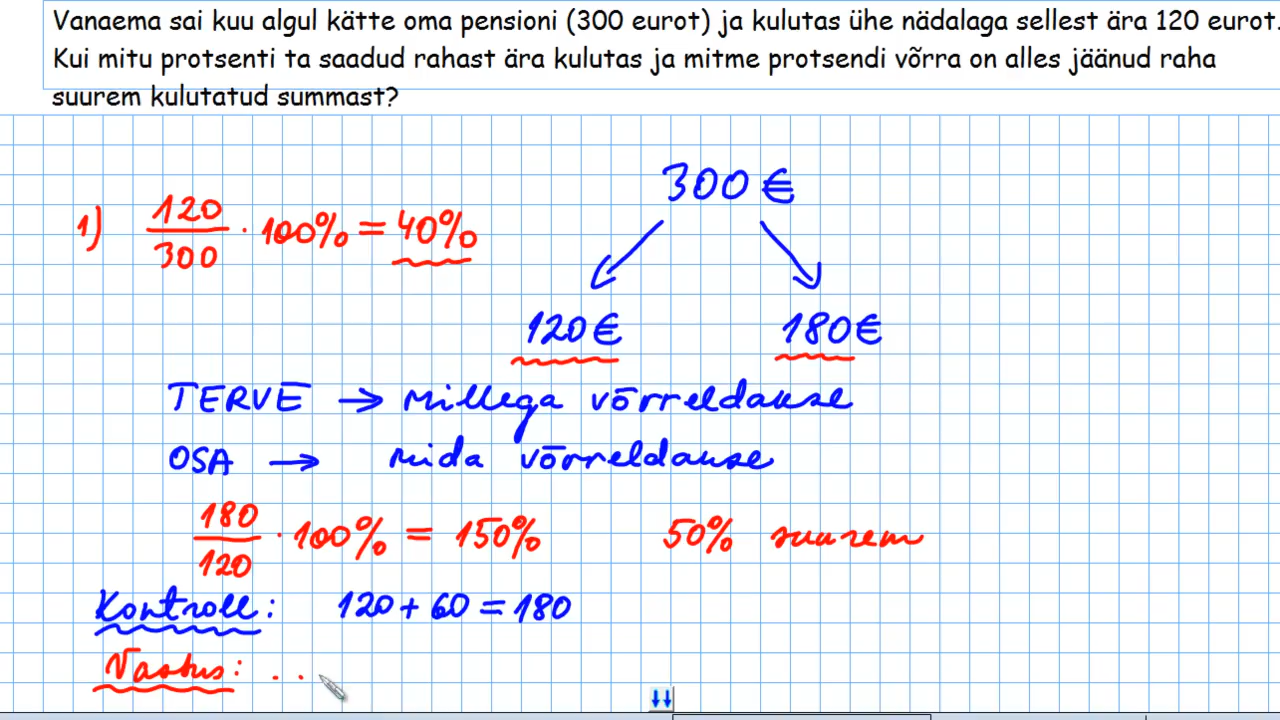 Vanaema sai kuu algul kätte oma pensioni (300 eurot) ja kulutas ühe nädalaga sellest ära 120 eurot.
Kui mitu protsenti ta saadud rahast ära kulutas ja mitme protsendi võrra on alles jäänud raha
suurem kulutatud summast?
300 €
1) 120/300 · 100% = 40%
120 € 180 €
TERVE → millega võrreldakse
OSA → mida võrreldakse
180/120 · 100% = 150% 50% suurem
Kontroll: 120 + 60 = 180
Vastus: ...